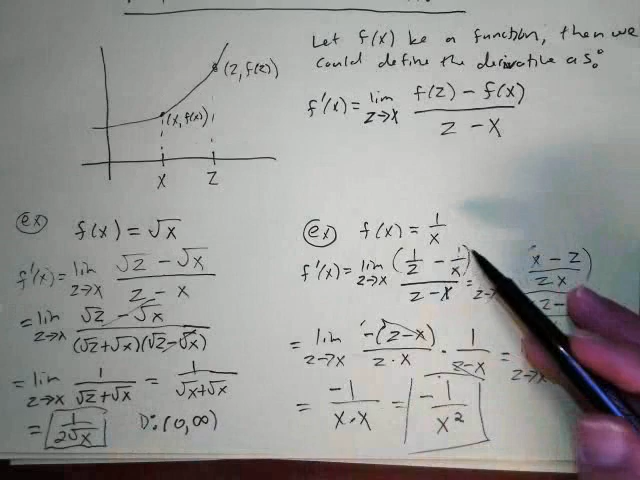 Let f(x) be a function, then we
could define the derivative as:
f'(x) = lim z→x (f(z) - f(x)) / (z - x)
(z, f(z))
(x, f(x))
x z
ex) f(x) = √x
f'(x) = lim z→x (√z - √x) / (z - x)
= lim z→x (√z - √x) / ((√z + √x)(√z - √x))
= lim z→x 1 / (√z + √x) = 1 / (√x + √x)
= 1 / (2√x) D: (0, ∞)
ex) f(x) = 1/x
f'(x) = lim z→x (1/z - 1/x) / (z - x) = z→x ((x - z) / (zx)) / z -
= lim z→x -(z - x) / (z·x) · 1 / (z - x) = z→x
= -1 / (x·x) = -1 / x²